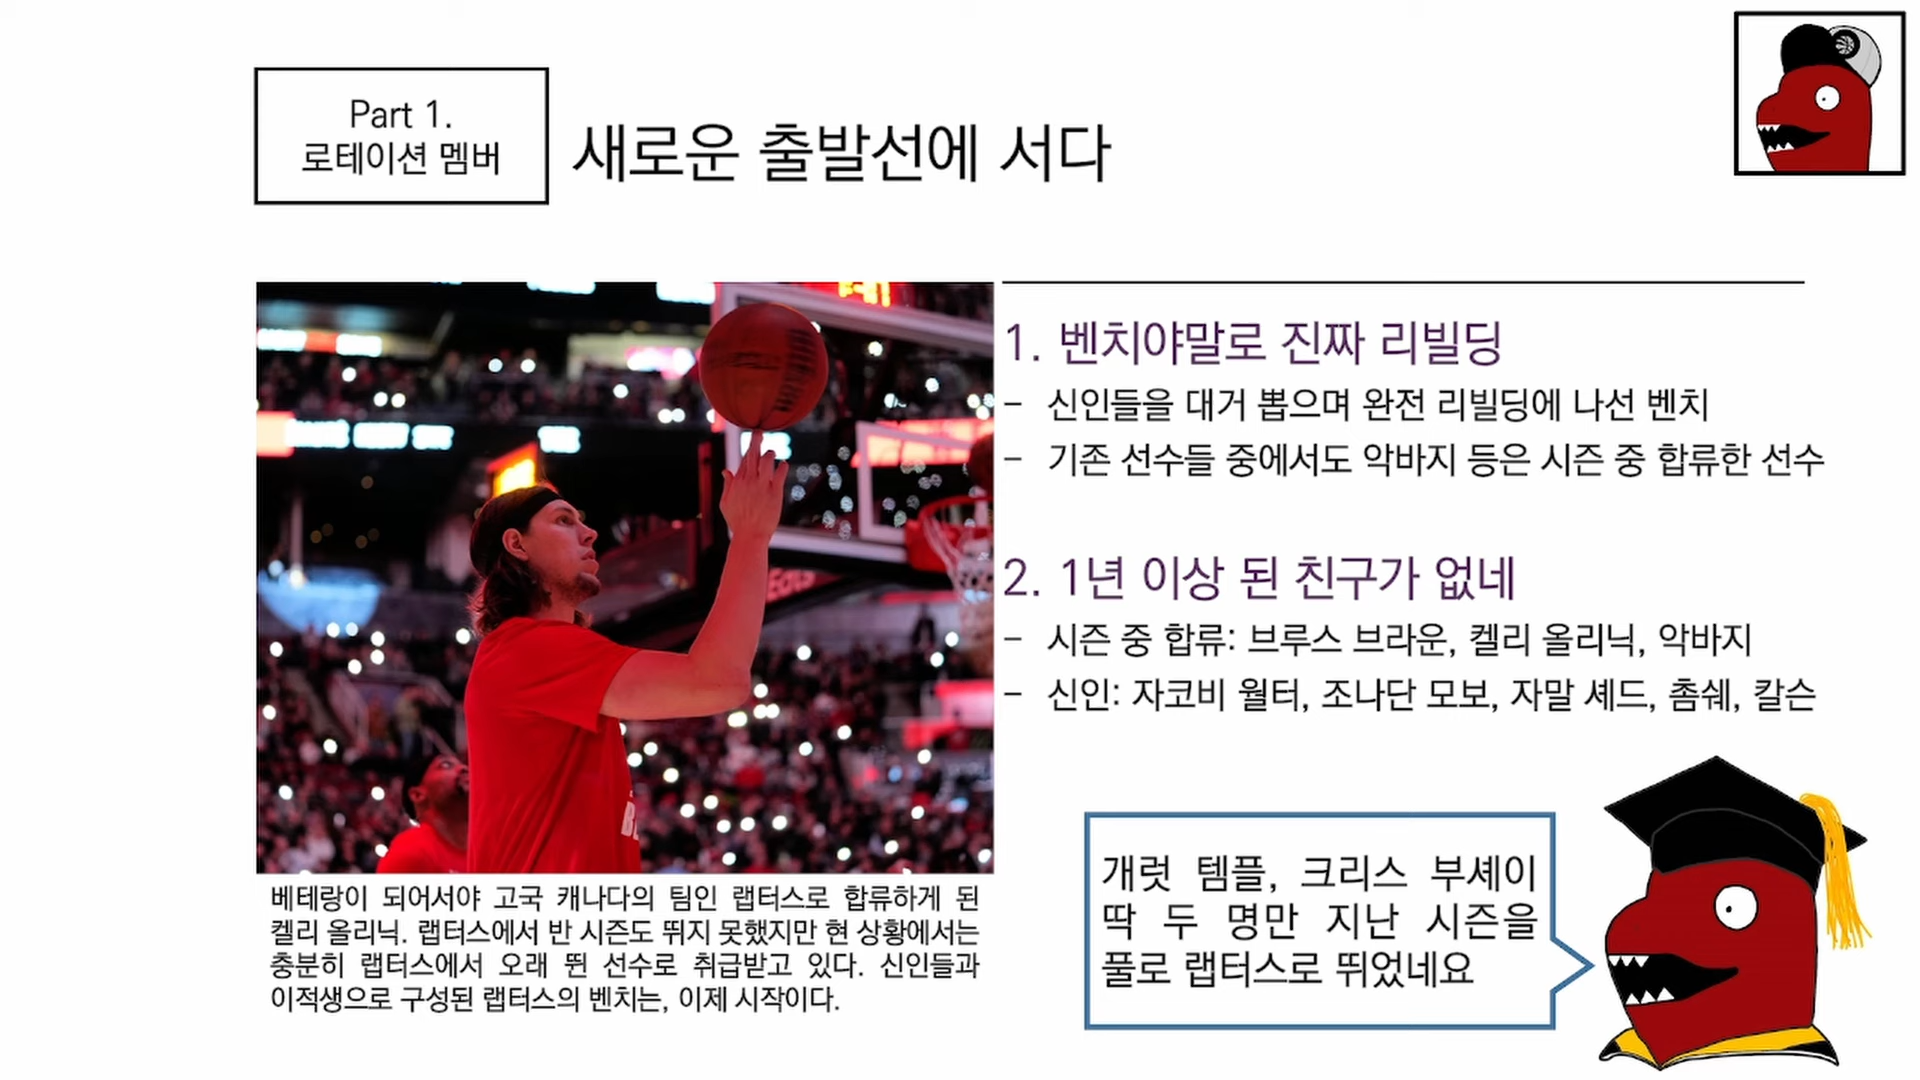 Part 1.
로테이션 멤버
새로운 출발선에 서다
1. 벤치야말로 진짜 리빌딩
- 신인들을 대거 뽑으며 완전 리빌딩에 나선 벤치
- 기존 선수들 중에서도 악바지 등은 시즌 중 합류한 선수
2. 1년 이상 된 친구가 없네
- 시즌 중 합류: 브루스 브라운, 켈리 올리닉, 악바지
- 신인: 자코비 월터, 조나단 모보, 자말 셰드, 촘쉐, 칼슨
베테랑이 되어서야 고국 캐나다의 팀인 랩터스로 합류하게 된
켈리 올리닉. 랩터스에서 반 시즌도 뛰지 못했지만 현 상황에서는
충분히 랩터스에서 오래 뛴 선수로 취급받고 있다. 신인들과
이적생으로 구성된 랩터스의 벤치는, 이제 시작이다.
개럿 템플, 크리스 부셰이
딱 두 명만 지난 시즌을
풀로 랩터스로 뛰었네요